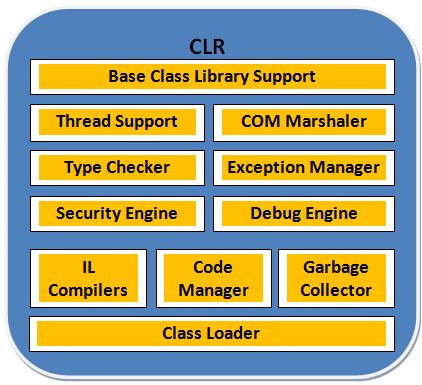 CLR
Base Class Library Support
Thread Support
COM Marshaler
Type Checker
Exception Manager
Security Engine
Debug Engine
IL
Compilers
Code
Manager
Garbage
Collector
Class Loader